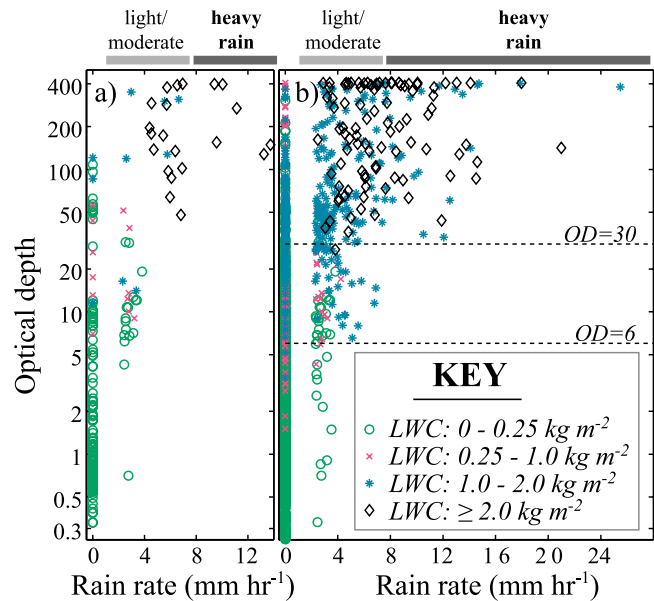 light/
moderate
heavy
rain
light/
moderate
heavy
rain
a)
b)
400
200
100
50
20
10
5
2
1
0.5
0.3
Optical depth
OD=30
OD=6
KEY
LWC: 0 - 0.25 kg m-2
LWC: 0.25 - 1.0 kg m-2
LWC: 1.0 - 2.0 kg m-2
LWC: ≥ 2.0 kg m-2
0 4 8 12
0 4 8 12 16 20 24
Rain rate (mm hr-1)
Rain rate (mm hr-1)